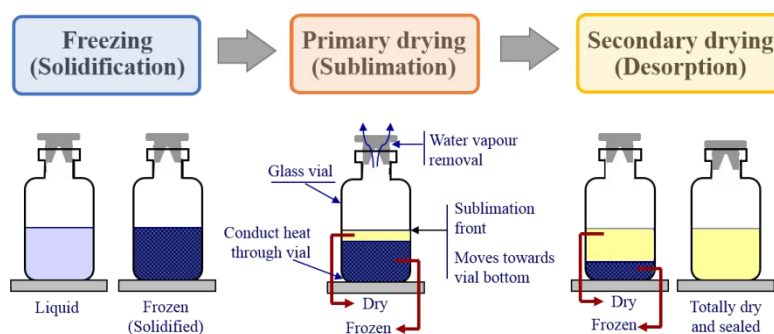 Freezing
(Solidification)
Primary drying
(Sublimation)
Secondary drying
(Desorption)
Liquid
Frozen
(Solidified)
Glass vial
Conduct heat
through vial
Water vapour
removal
Sublimation
front
Moves towards
vial bottom
Dry
Frozen
Dry
Frozen
Totally dry
and sealed